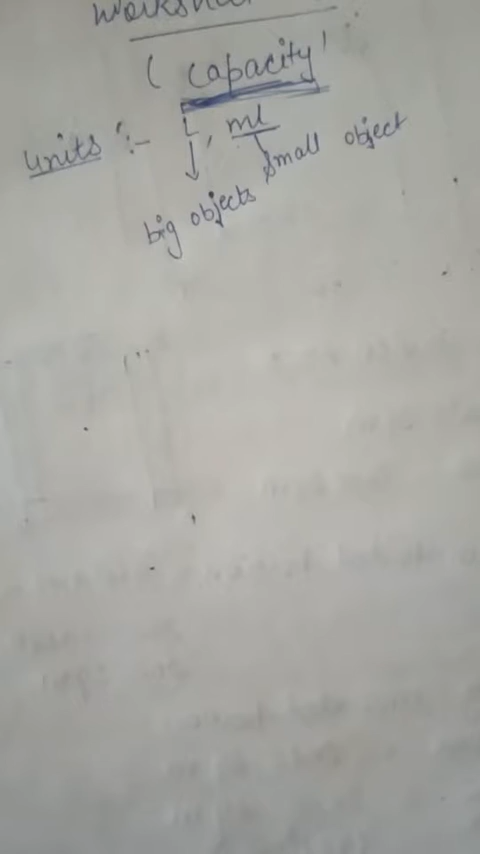 ( Capacity )
Units :- L, ml
small object
big objects